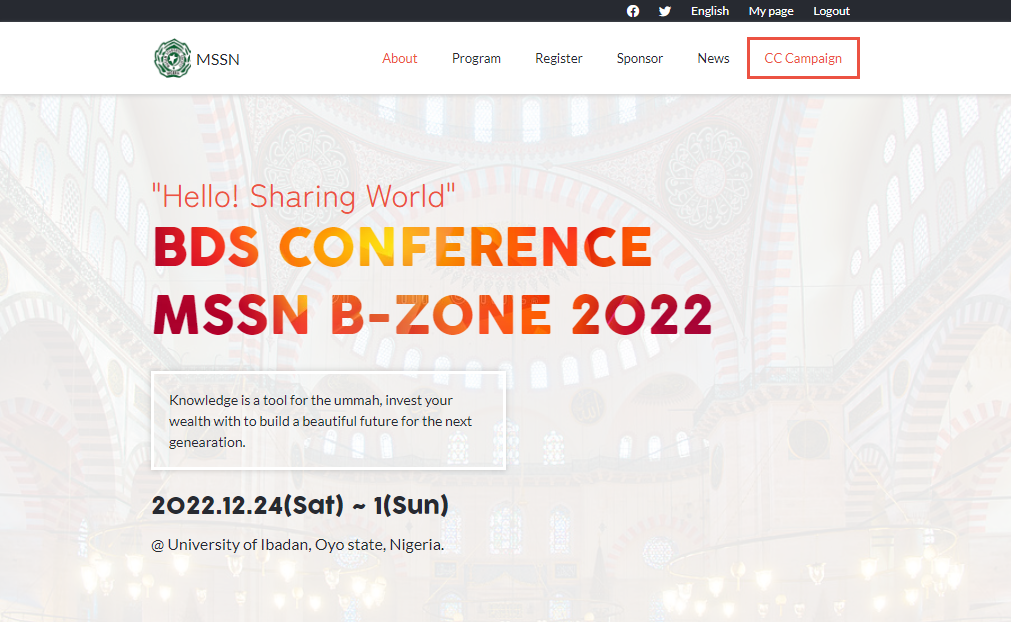 English My page Logout
MSSN About Program Register Sponsor News CC Campaign
"Hello! Sharing World"
BDS CONFERENCE
MSSN B-ZONE 2022
Knowledge is a tool for the ummah, invest your
wealth with to build a beautiful future for the next
genearation.
2022.12.24(Sat) ~ 1(Sun)
@ University of Ibadan, Oyo state, Nigeria.